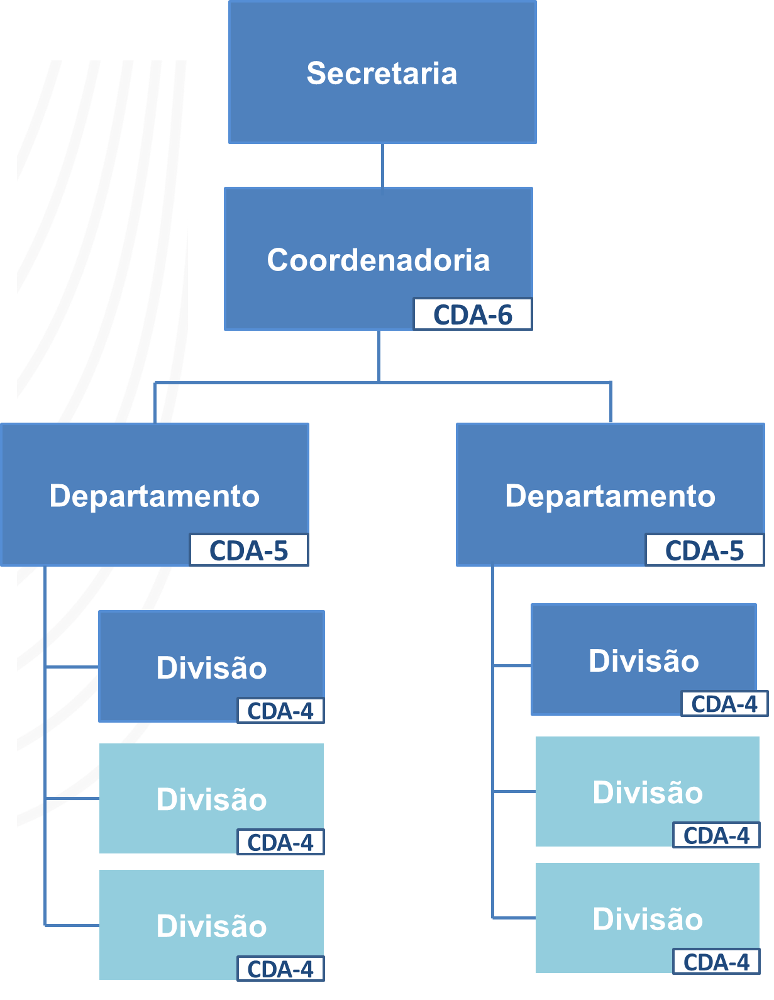 Secretaria
Coordenadoria
CDA-6
Departamento
CDA-5
Departamento
CDA-5
Divisão
CDA-4
Divisão
CDA-4
Divisão
CDA-4
Divisão
CDA-4
Divisão
CDA-4
Divisão
CDA-4